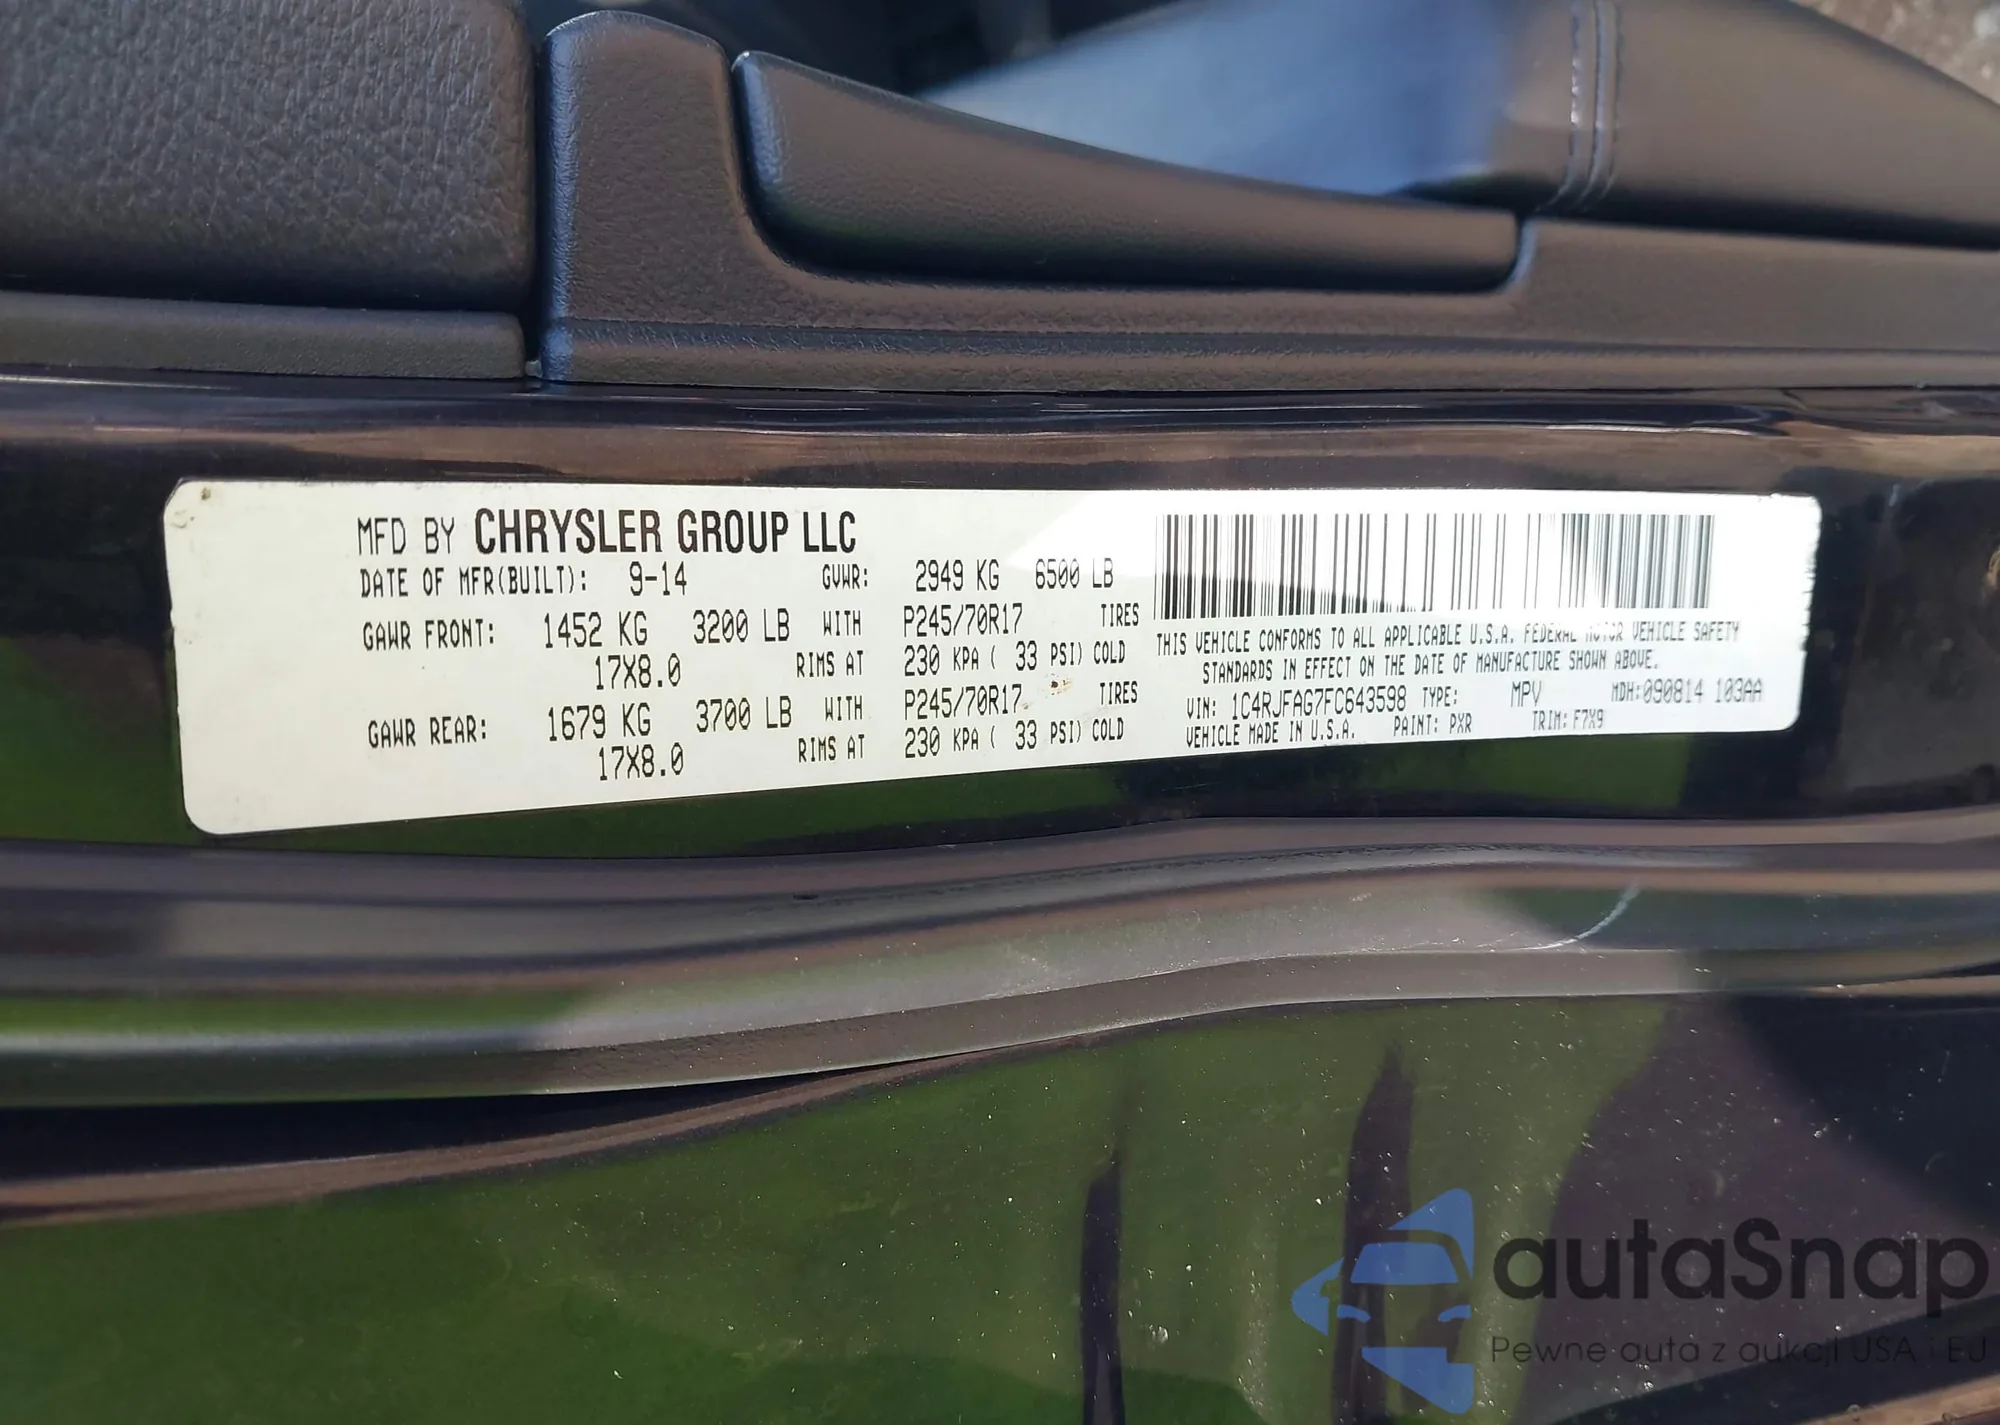 MFD BY CHRYSLER GROUP LLC
DATE OF MFR(BUILT): 9-14 GVWR: 2949 KG 6500 LB
GAWR FRONT: 1452 KG 3200 LB WITH P245/70R17 TIRES
17X8.0 RIMS AT 230 KPA ( 33 PSI) COLD
GAWR REAR: 1679 KG 3700 LB WITH P245/70R17 TIRES
17X8.0 RIMS AT 230 KPA ( 33 PSI) COLD
THIS VEHICLE CONFORMS TO ALL APPLICABLE U.S.A. FEDERAL MOTOR VEHICLE SAFETY
STANDARDS IN EFFECT ON THE DATE OF MANUFACTURE SHOWN ABOVE.
VIN: 1C4RJFAG7FC643598 TYPE: MPV MDH:090814 103AA
VEHICLE MADE IN U.S.A. PAINT: PXR TRIM: F7X9
autaSnap
Pewne auta z aukcji USA i EU